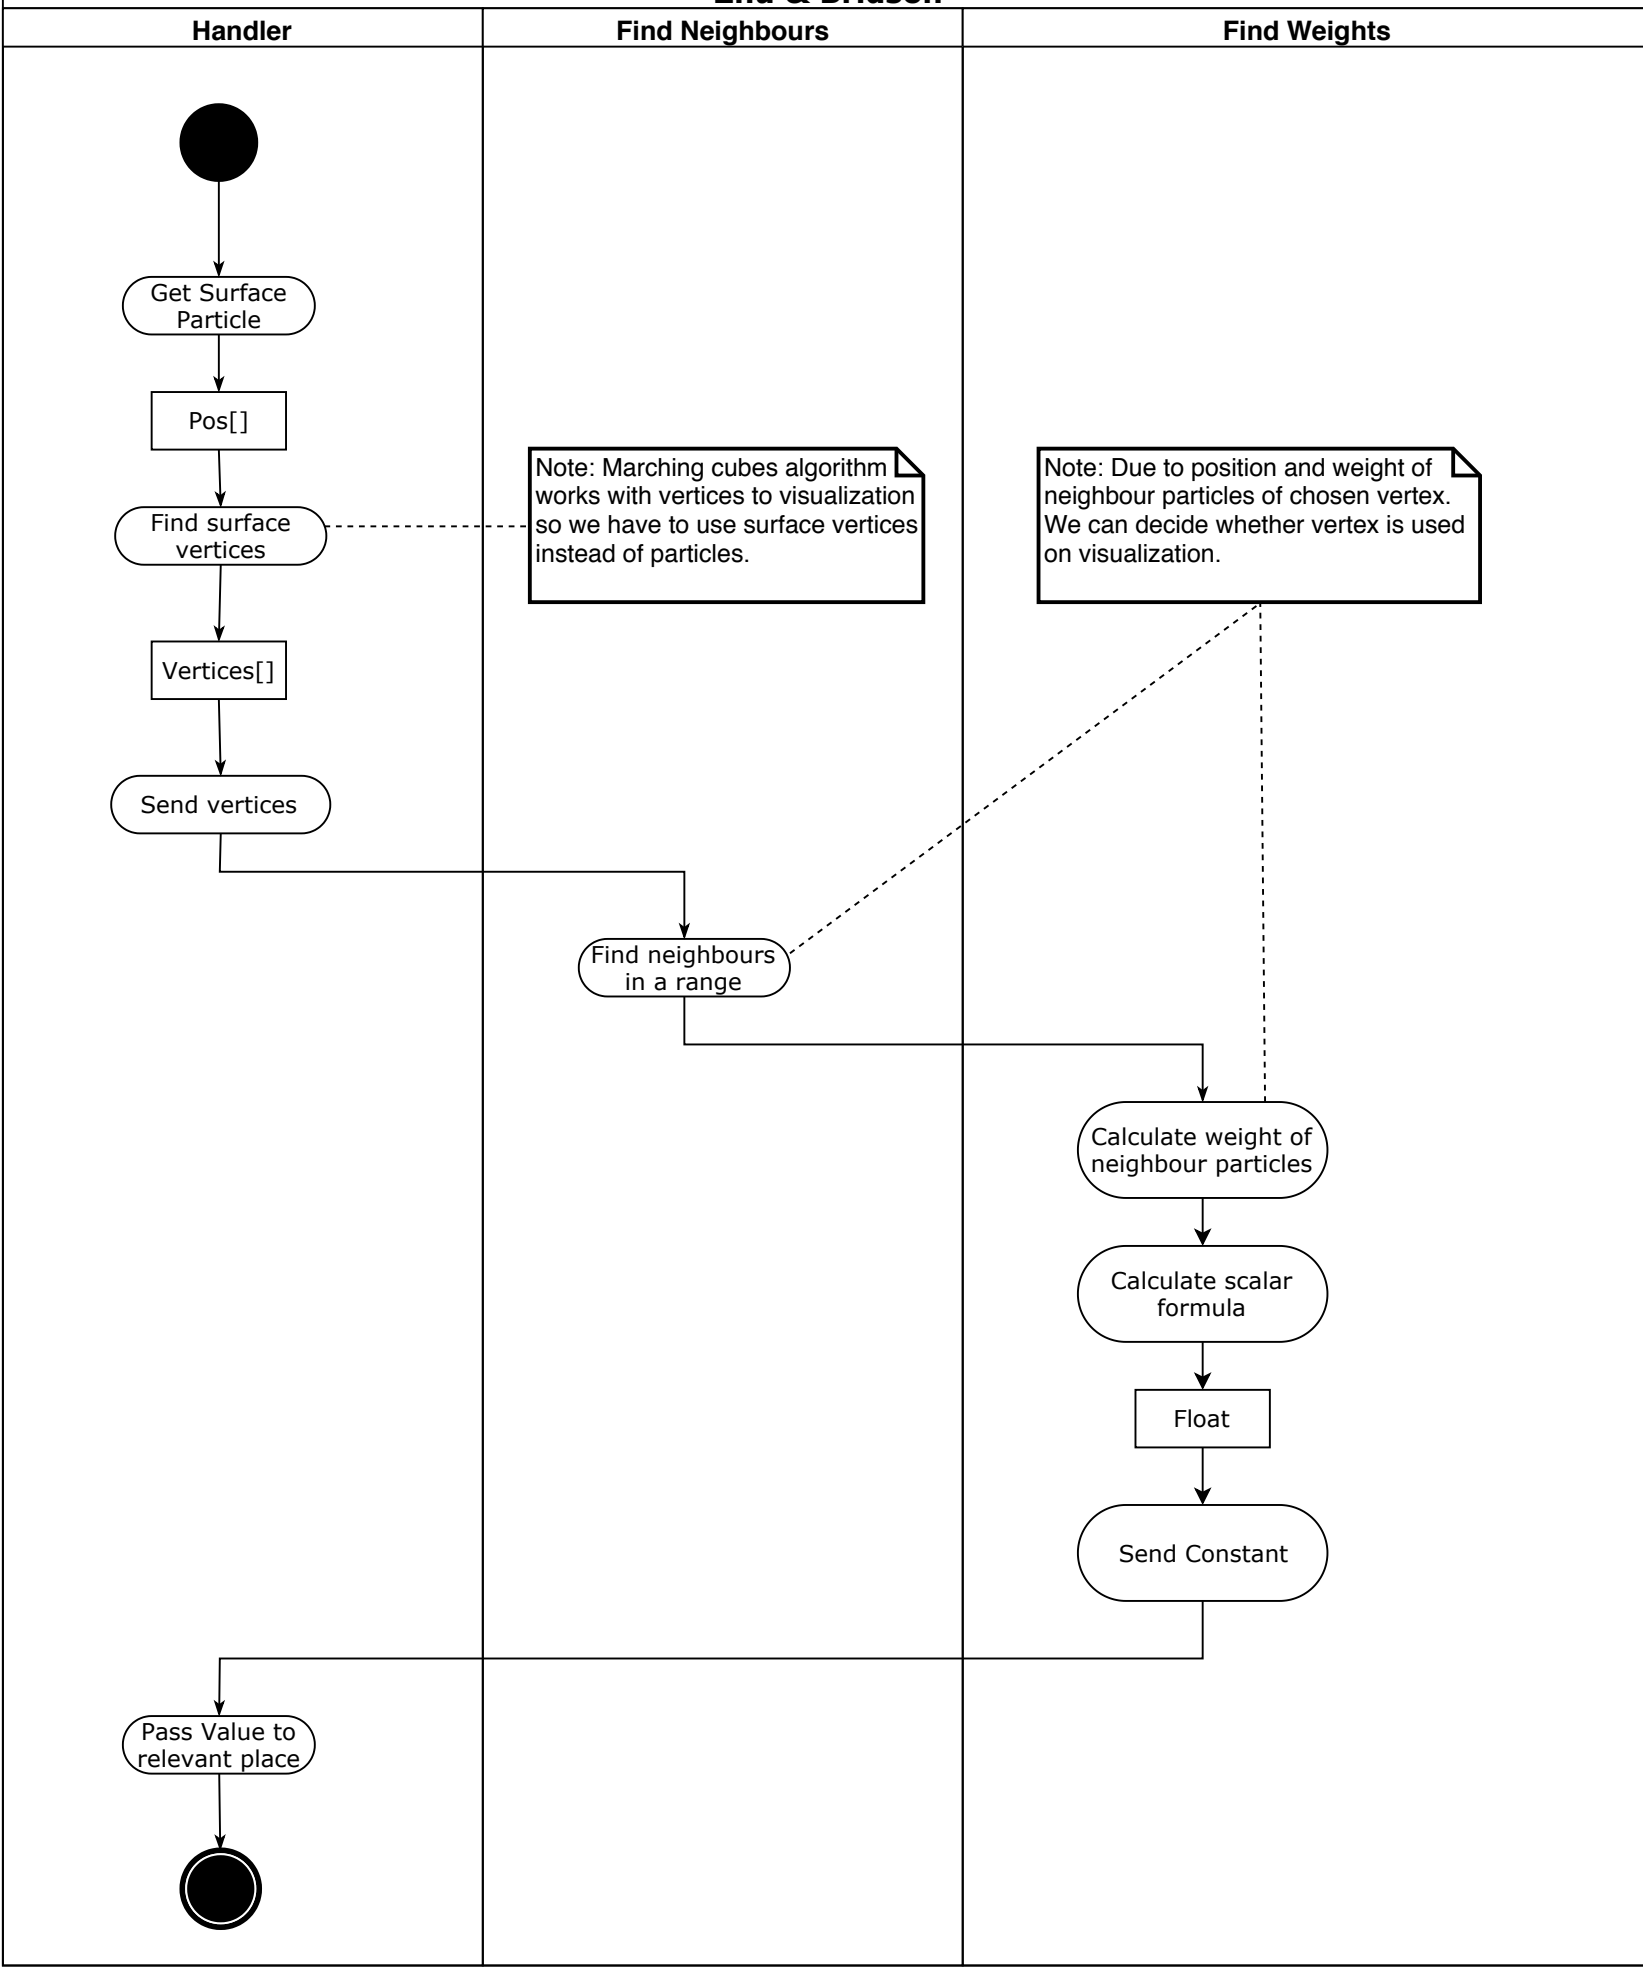 Handler
Find Neighbours
Find Weights
Get Surface
Particle
Pos[]
Note: Marching cubes algorithm
works with vertices to visualization
so we have to use surface vertices
instead of particles.
Note: Due to position and weight of
neighbour particles of chosen vertex.
We can decide whether vertex is used
on visualization.
Find surface
vertices
Vertices[]
Send vertices
Find neighbours
in a range
Calculate weight of
neighbour particles
Calculate scalar
formula
Float
Send Constant
Pass Value to
relevant place